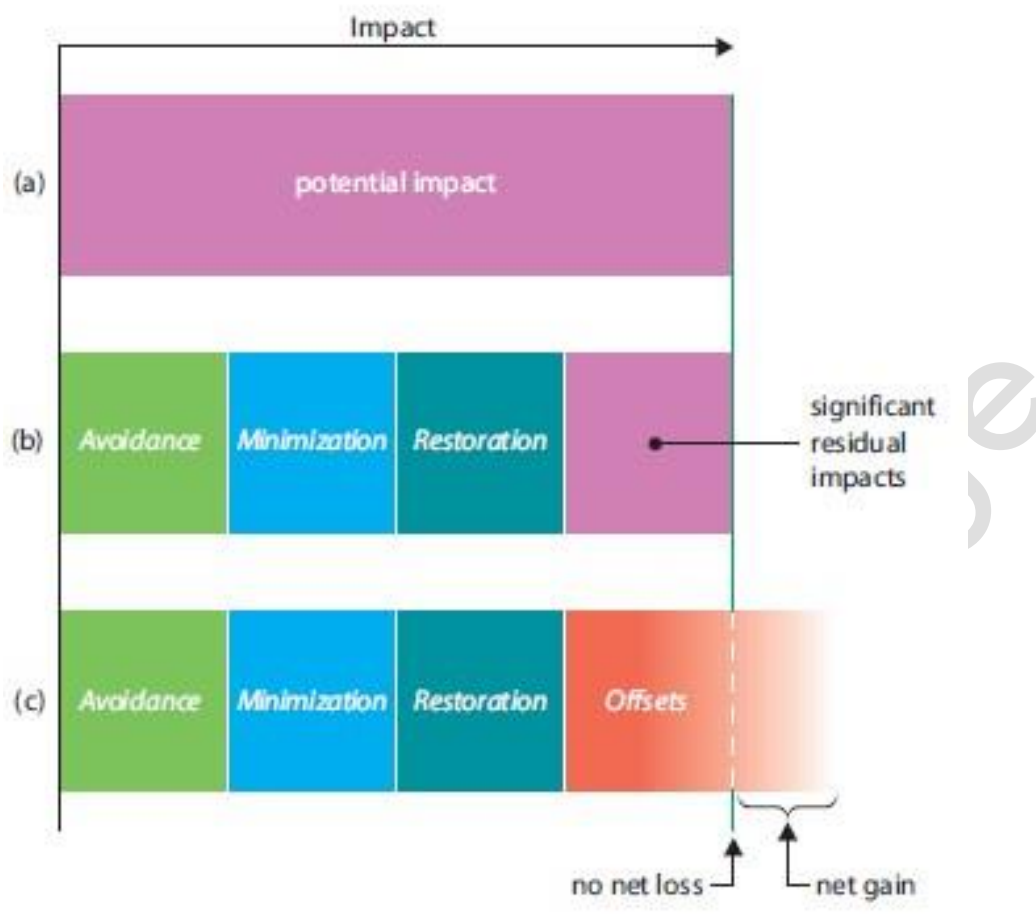 Impact
(a)
potential impact
(b)
Avoidance
Minimization
Restoration
significant
residual
impacts
(c)
Avoidance
Minimization
Restoration
Offsets
no net loss
net gain